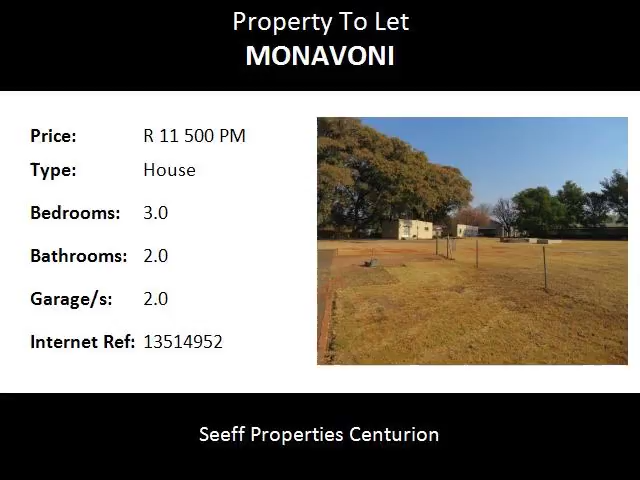 Property To Let
MONAVONI
Price: R 11 500 PM
Type: House
Bedrooms: 3.0
Bathrooms: 2.0
Garage/s: 2.0
Internet Ref: 13514952
Seeff Properties Centurion